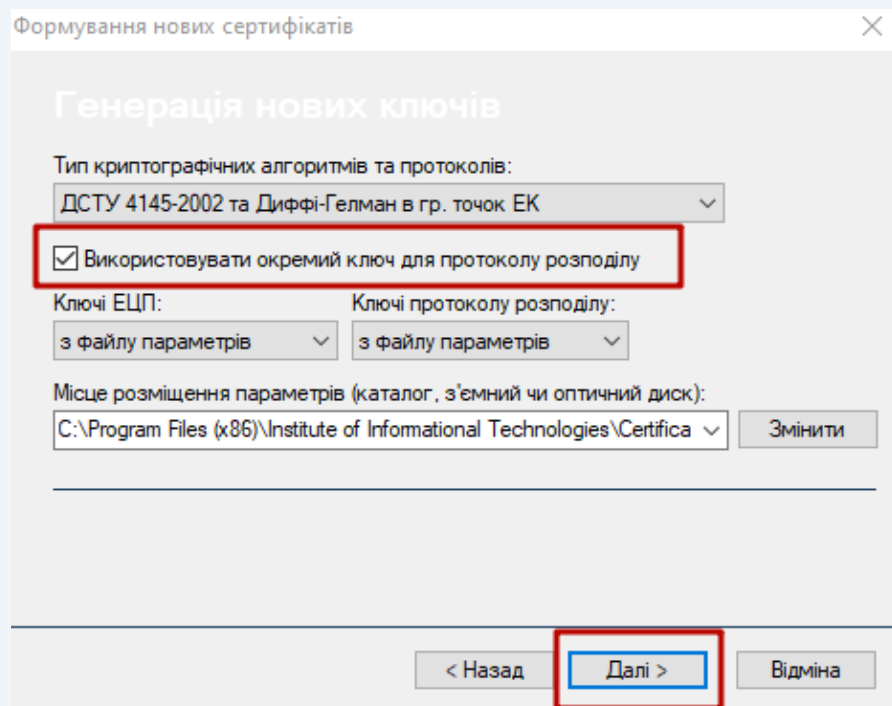 Формування нових сертифікатів
Генерація нових ключів
Тип криптографічних алгоритмів та протоколів:
ДСТУ 4145-2002 та Диффі-Гелман в гр. точок ЕК
Використовувати окремий ключ для протоколу розподілу
Ключі ЕЦП: Ключі протоколу розподілу:
з файлу параметрів з файлу параметрів
Місце розміщення параметрів (каталог, з'ємний чи оптичний диск):
C:\Program Files (x86)\Institute of Informational Technologies\Certifica Змінити
< Назад Далі > Відміна